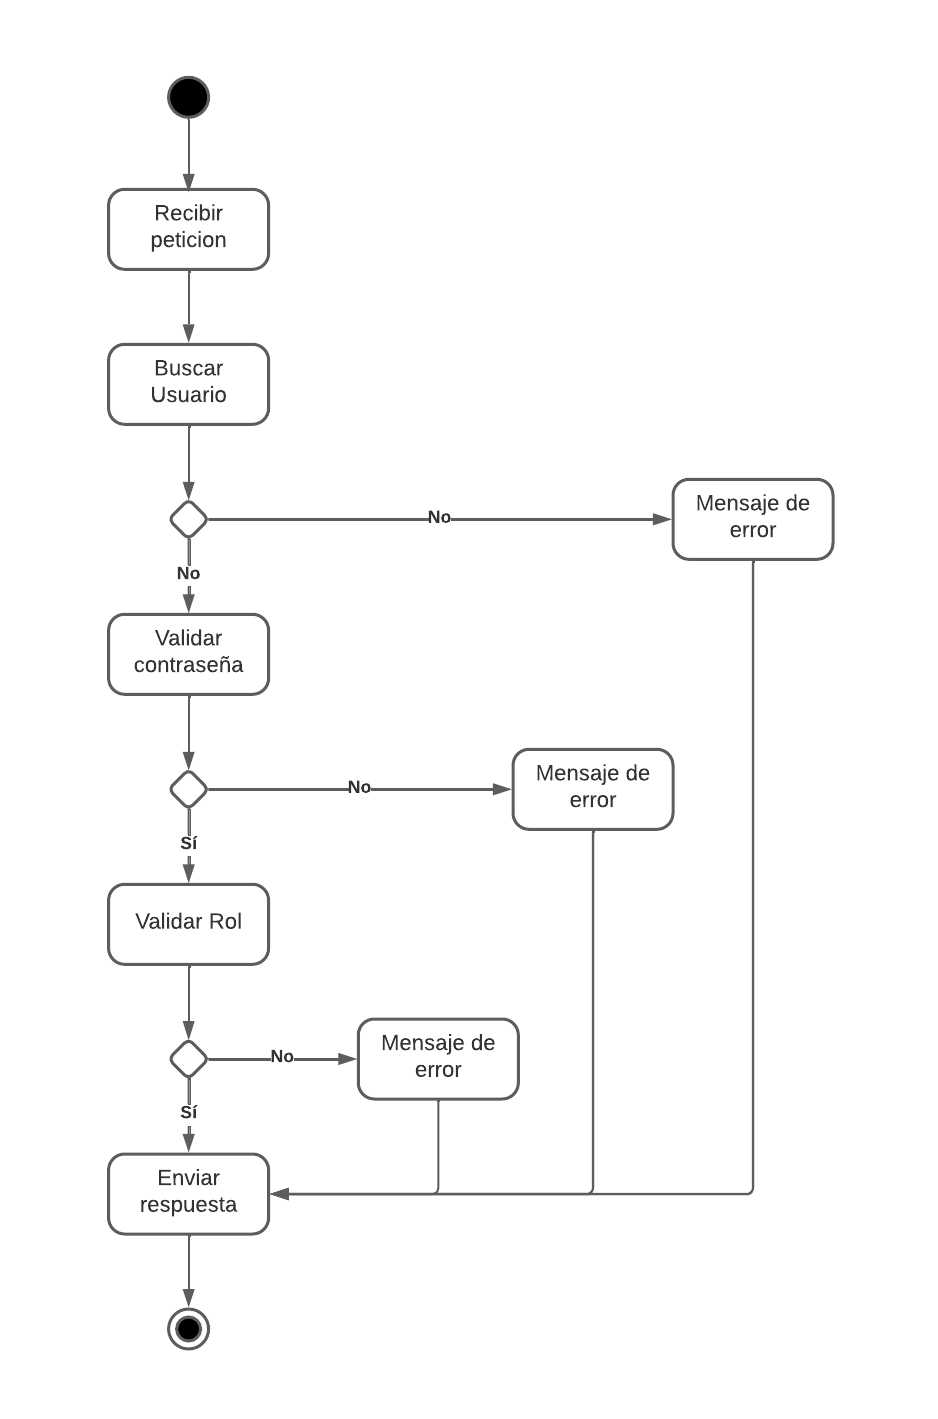 Recibir
peticion
Buscar
Usuario
No
Mensaje de
error
No
Validar
contraseña
No
Mensaje de
error
Sí
Validar Rol
No
Mensaje de
error
Sí
Enviar
respuesta